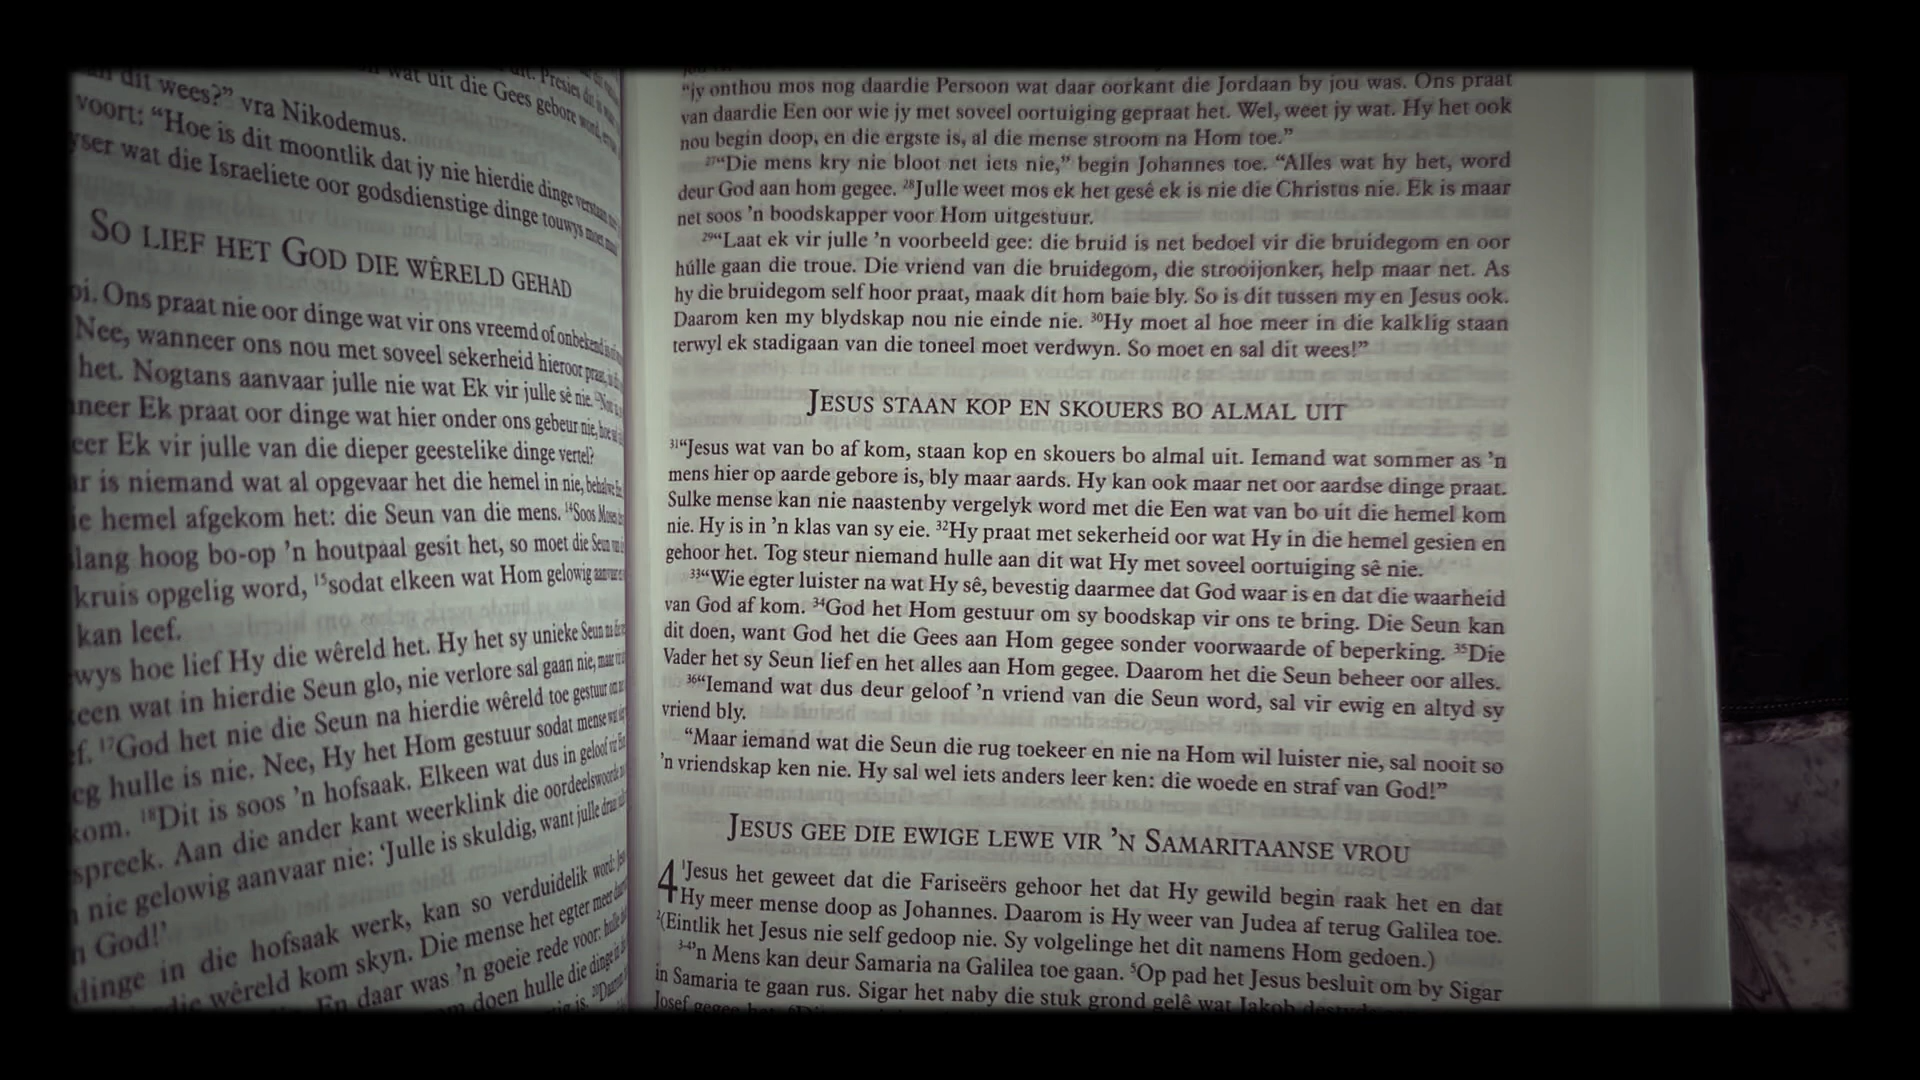 dit wees?” vra Nikodemus.
voort: “Hoe is dit moontlik dat jy nie hierdie dinge verstaan
wat die Israeliete oor godsdienstige dinge touwys moet
SO LIEF HET GOD DIE WÊRELD GEHAD
Ons praat nie oor dinge wat vir ons vreemd of onbekend
Nee, wanneer ons nou met soveel sekerheid hieroor praat,
het. Nogtans aanvaar julle nie wat Ek vir julle sê nie.
Ek praat oor dinge wat hier onder ons gebeur nie,
Ek vir julle van die dieper geestelike dinge vertel?
is niemand wat al opgevaar het die hemel in nie, behalwe
hemel afgekom het: die Seun van die mens. ¹⁴Soos Moses
slang hoog bo-op ’n houtpaal gesit het, so moet die Seun
kruis opgelig word, ¹⁵sodat elkeen wat Hom gelowig
kan leef.
hoe lief Hy die wêreld het. Hy het sy unieke Seun
wat in hierdie Seun glo, nie verlore sal gaan nie, maar
¹⁷God het nie die Seun na hierdie wêreld toe gestuur om
hulle is nie. Nee, Hy het Hom gestuur sodat mense
¹⁸Dit is soos ’n hofsaak. Elkeen wat dus in geloof
spreek. Aan die ander kant weerklink die oordeelswoorde
nie gelowig aanvaar nie: ‘Julle is skuldig, want julle
God!’
dinge in die hofsaak werk, kan so verduidelik word:
die wêreld kom skyn. Die mense het egter meer
En daar was ’n goeie rede voor:
doen hulle die dinge
“jy onthou mos nog daardie Persoon wat daar oorkant die Jordaan by jou was. Ons praat
van daardie Een oor wie jy met soveel oortuiging gepraat het. Wel, weet jy wat. Hy het ook
nou begin doop, en die ergste is, al die mense stroom na Hom toe.”
²⁷“Die mens kry nie bloot net iets nie,” begin Johannes toe. “Alles wat hy het, word
deur God aan hom gegee. ²⁸Julle weet mos ek het gesê ek is nie die Christus nie. Ek is maar
net soos ’n boodskapper voor Hom uitgestuur.
²⁹“Laat ek vir julle ’n voorbeeld gee: die bruid is net bedoel vir die bruidegom en oor
húlle gaan die troue. Die vriend van die bruidegom, die strooijonker, help maar net. As
hy die bruidegom self hoor praat, maak dit hom baie bly. So is dit tussen my en Jesus ook.
Daarom ken my blydskap nou nie einde nie. ³⁰Hy moet al hoe meer in die kalklig staan
terwyl ek stadigaan van die toneel moet verdwyn. So moet en sal dit wees!”
JESUS STAAN KOP EN SKOUERS BO ALMAL UIT
³¹“Jesus wat van bo af kom, staan kop en skouers bo almal uit. Iemand wat sommer as ’n
mens hier op aarde gebore is, bly maar aards. Hy kan ook maar net oor aardse dinge praat.
Sulke mense kan nie naastenby vergelyk word met die Een wat van bo uit die hemel kom
nie. Hy is in ’n klas van sy eie. ³²Hy praat met sekerheid oor wat Hy in die hemel gesien en
gehoor het. Tog steur niemand hulle aan dit wat Hy met soveel oortuiging sê nie.
³³“Wie egter luister na wat Hy sê, bevestig daarmee dat God waar is en dat die waarheid
van God af kom. ³⁴God het Hom gestuur om sy boodskap vir ons te bring. Die Seun kan
dit doen, want God het die Gees aan Hom gegee sonder voorwaarde of beperking. ³⁵Die
Vader het sy Seun lief en het alles aan Hom gegee. Daarom het die Seun beheer oor alles.
³⁶“Iemand wat dus deur geloof ’n vriend van die Seun word, sal vir ewig en altyd sy
vriend bly.
“Maar iemand wat die Seun die rug toekeer en nie na Hom wil luister nie, sal nooit so
’n vriendskap ken nie. Hy sal wel iets anders leer ken: die woede en straf van God!”
JESUS GEE DIE EWIGE LEWE VIR ’N SAMARITAANSE VROU
4 ¹Jesus het geweet dat die Fariseërs gehoor het dat Hy gewild begin raak het en dat
Hy meer mense doop as Johannes. Daarom is Hy weer van Judea af terug Galilea toe.
²(Eintlik het Jesus nie self gedoop nie. Sy volgelinge het dit namens Hom gedoen.)
³⁻⁴’n Mens kan deur Samaria na Galilea toe gaan. ⁵Op pad het Jesus besluit om by Sigar
in Samaria te gaan rus. Sigar het naby die stuk grond gelê wat Jakob
Josef gegee